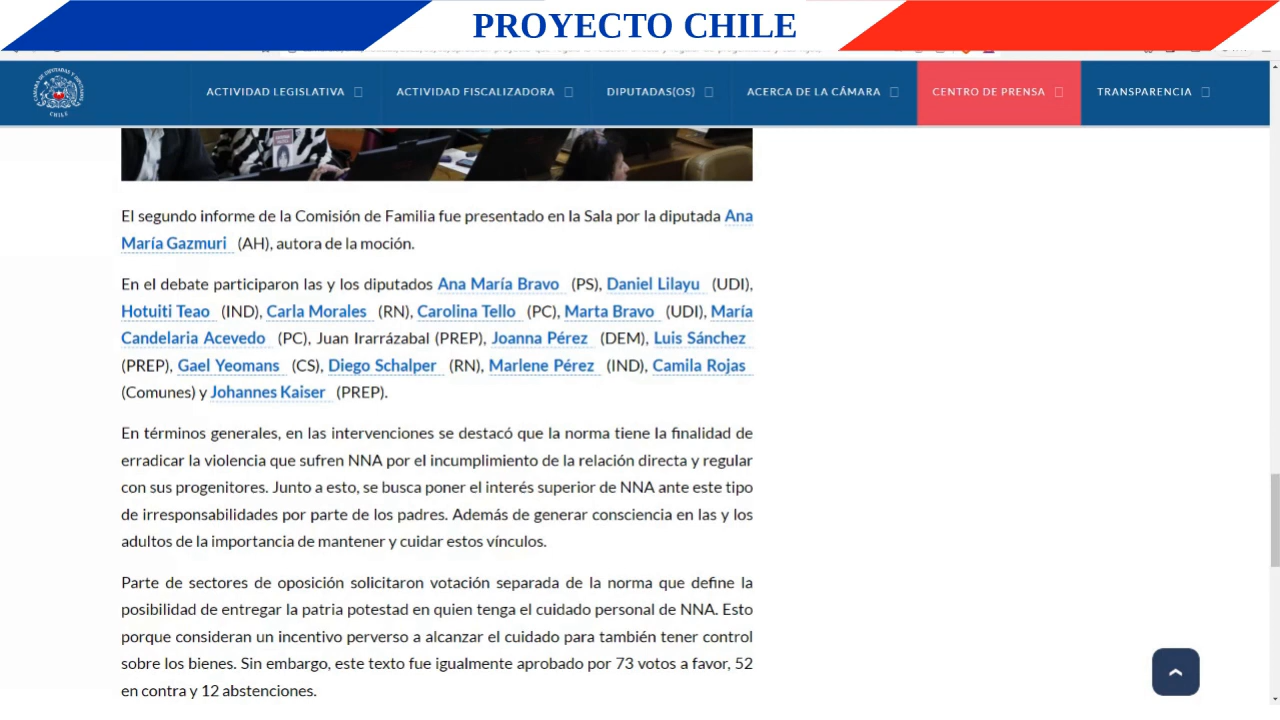 PROYECTO CHILE
CÁMARA DE DIPUTADAS Y DIPUTADOS
CHILE
ACTIVIDAD LEGISLATIVA
ACTIVIDAD FISCALIZADORA
DIPUTADAS(OS)
ACERCA DE LA CÁMARA
CENTRO DE PRENSA
TRANSPARENCIA
El segundo informe de la Comisión de Familia fue presentado en la Sala por la diputada Ana
María Gazmuri (AH), autora de la moción.
En el debate participaron las y los diputados Ana María Bravo (PS), Daniel Lilayu (UDI),
Hotuiti Teao (IND), Carla Morales (RN), Carolina Tello (PC), Marta Bravo (UDI), María
Candelaria Acevedo (PC), Juan Irarrázabal (PREP), Joanna Pérez (DEM), Luis Sánchez
(PREP), Gael Yeomans (CS), Diego Schalper (RN), Marlene Pérez (IND), Camila Rojas
(Comunes) y Johannes Kaiser (PREP).
En términos generales, en las intervenciones se destacó que la norma tiene la finalidad de
erradicar la violencia que sufren NNA por el incumplimiento de la relación directa y regular
con sus progenitores. Junto a esto, se busca poner el interés superior de NNA ante este tipo
de irresponsabilidades por parte de los padres. Además de generar consciencia en las y los
adultos de la importancia de mantener y cuidar estos vínculos.
Parte de sectores de oposición solicitaron votación separada de la norma que define la
posibilidad de entregar la patria potestad en quien tenga el cuidado personal de NNA. Esto
porque consideran un incentivo perverso a alcanzar el cuidado para también tener control
sobre los bienes. Sin embargo, este texto fue igualmente aprobado por 73 votos a favor, 52
en contra y 12 abstenciones.